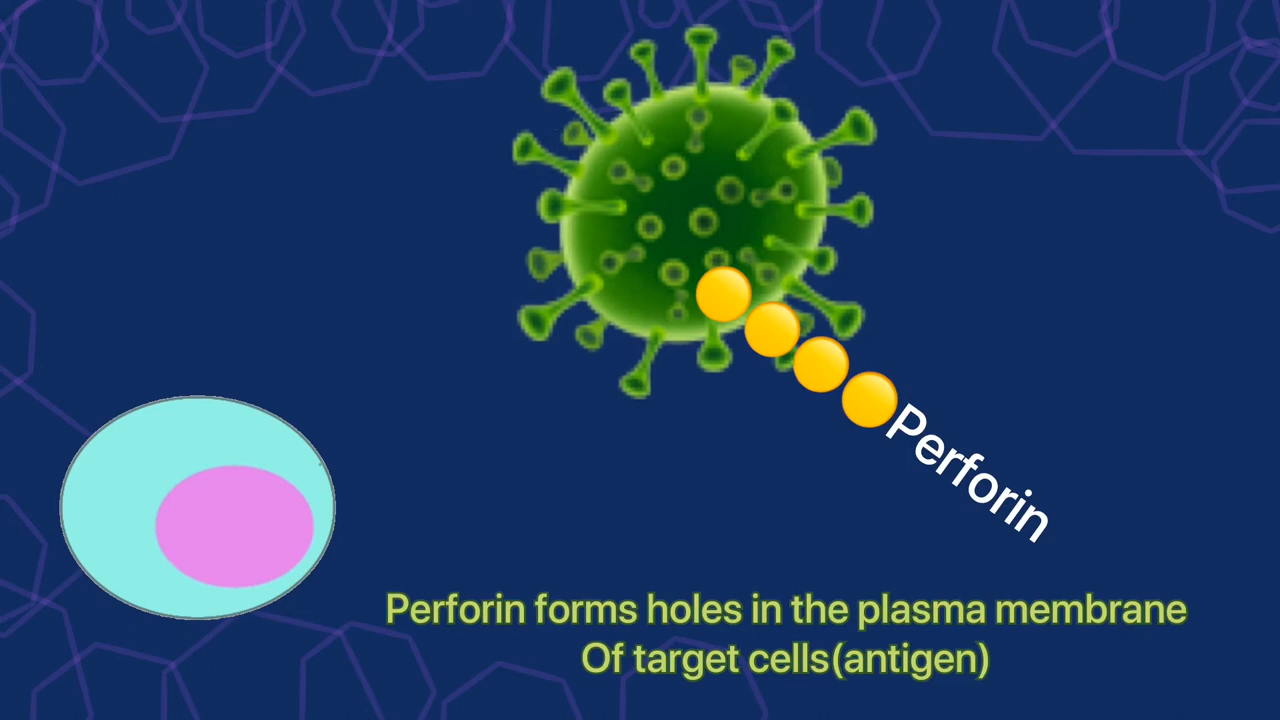 Perforin
Perforin forms holes in the plasma membrane
Of target cells(antigen)